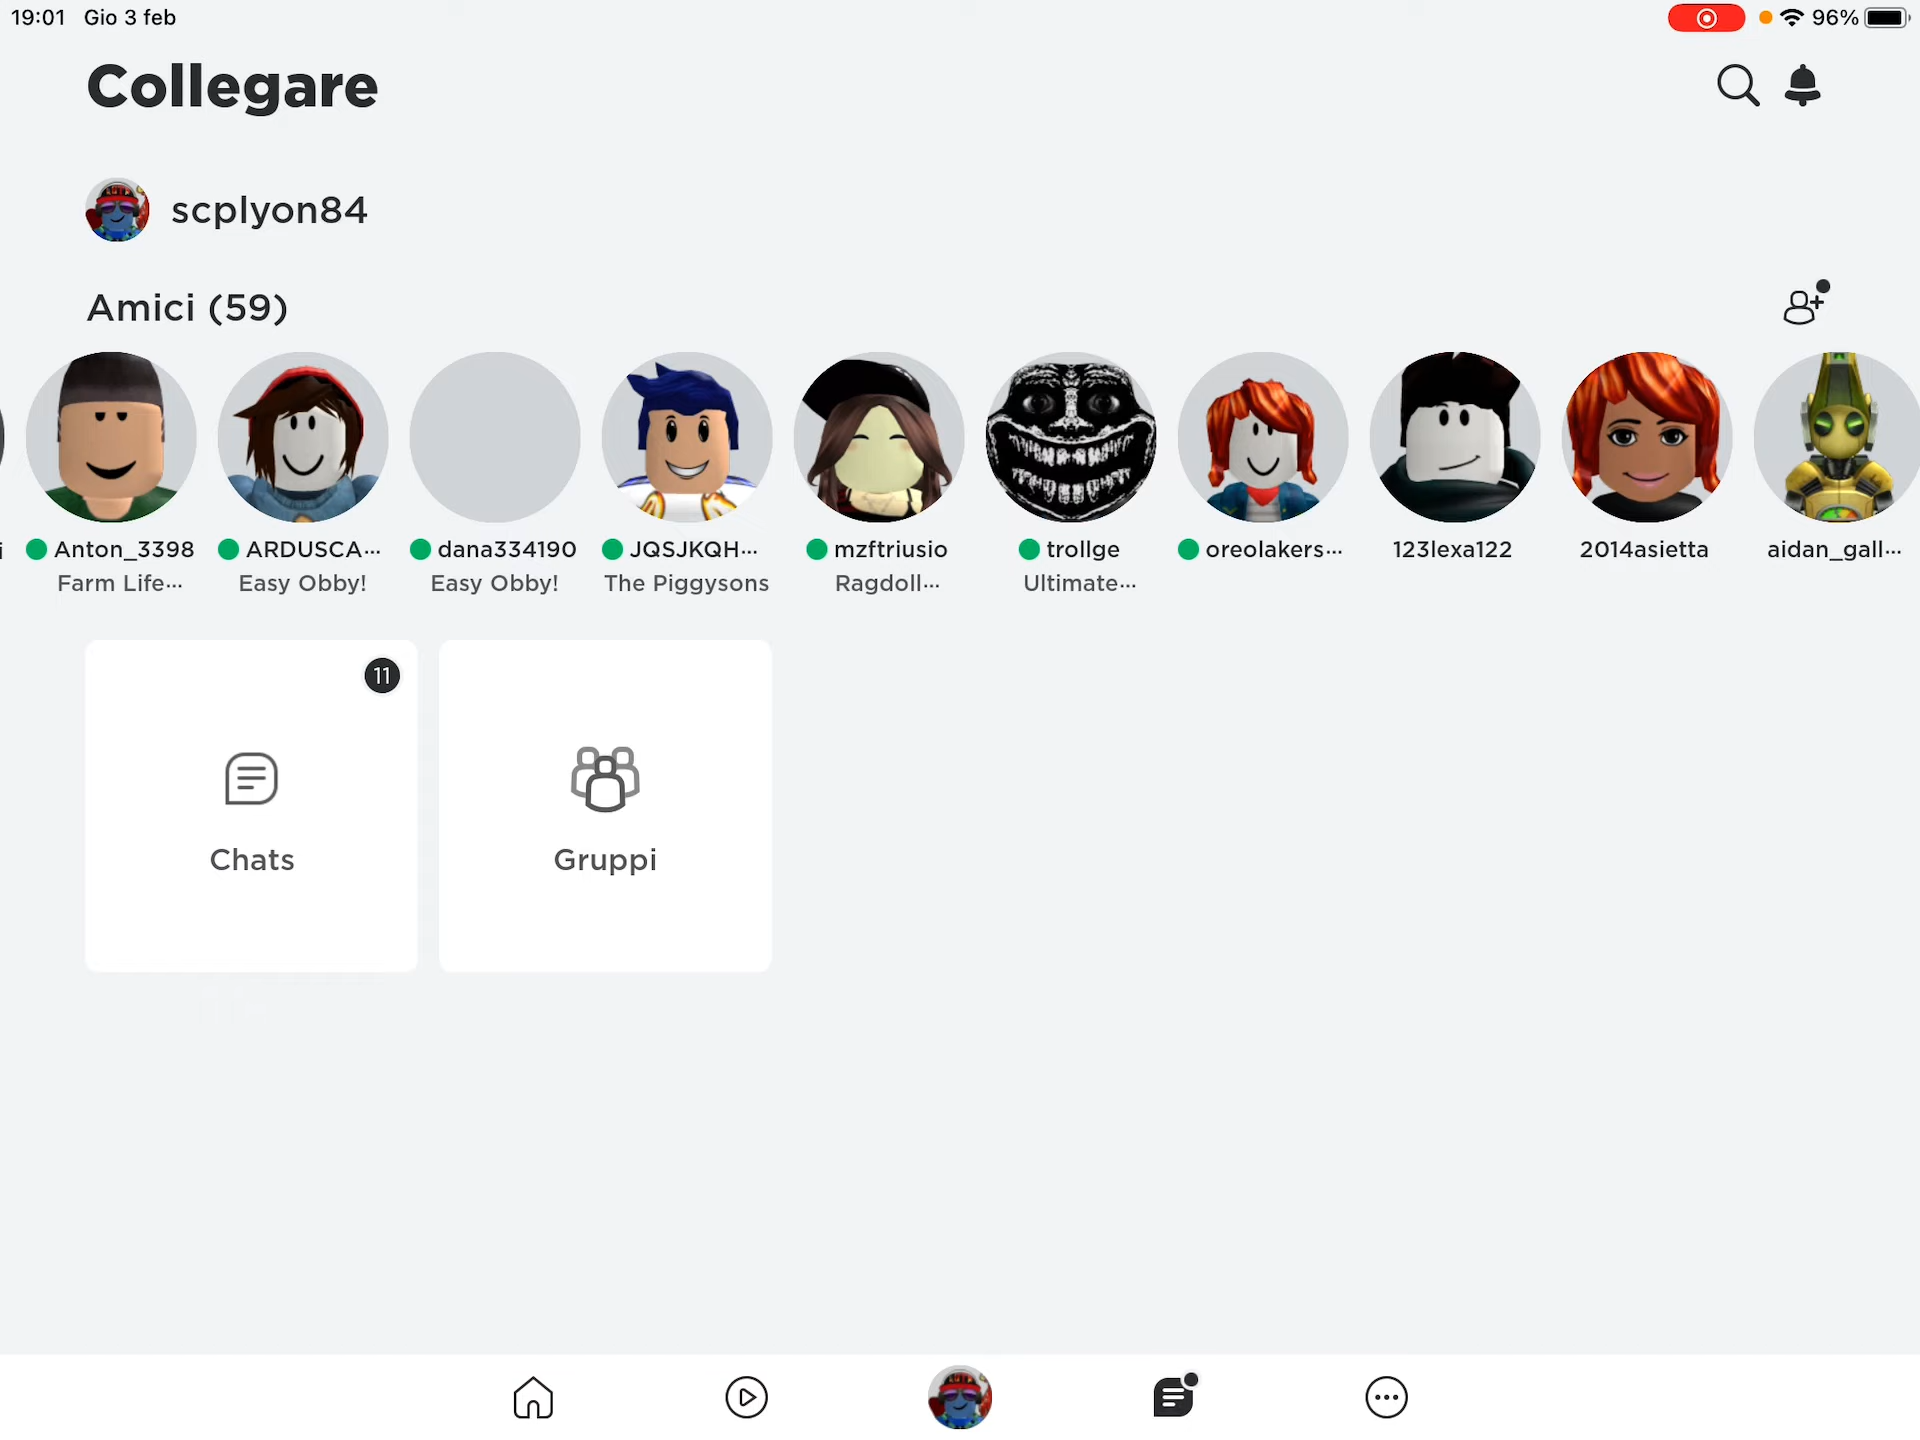 19:01 Gio 3 feb 96%
Collegare
scplyon84
Amici (59)
Anton_3398 ARDUSCA... dana334190 JQSJKQH... mzftriusio trollge oreolakers... 123lexa122 2014asietta aidan_gall...
Farm Life... Easy Obby! Easy Obby! The Piggysons Ragdoll... Ultimate...
11
Chats Gruppi